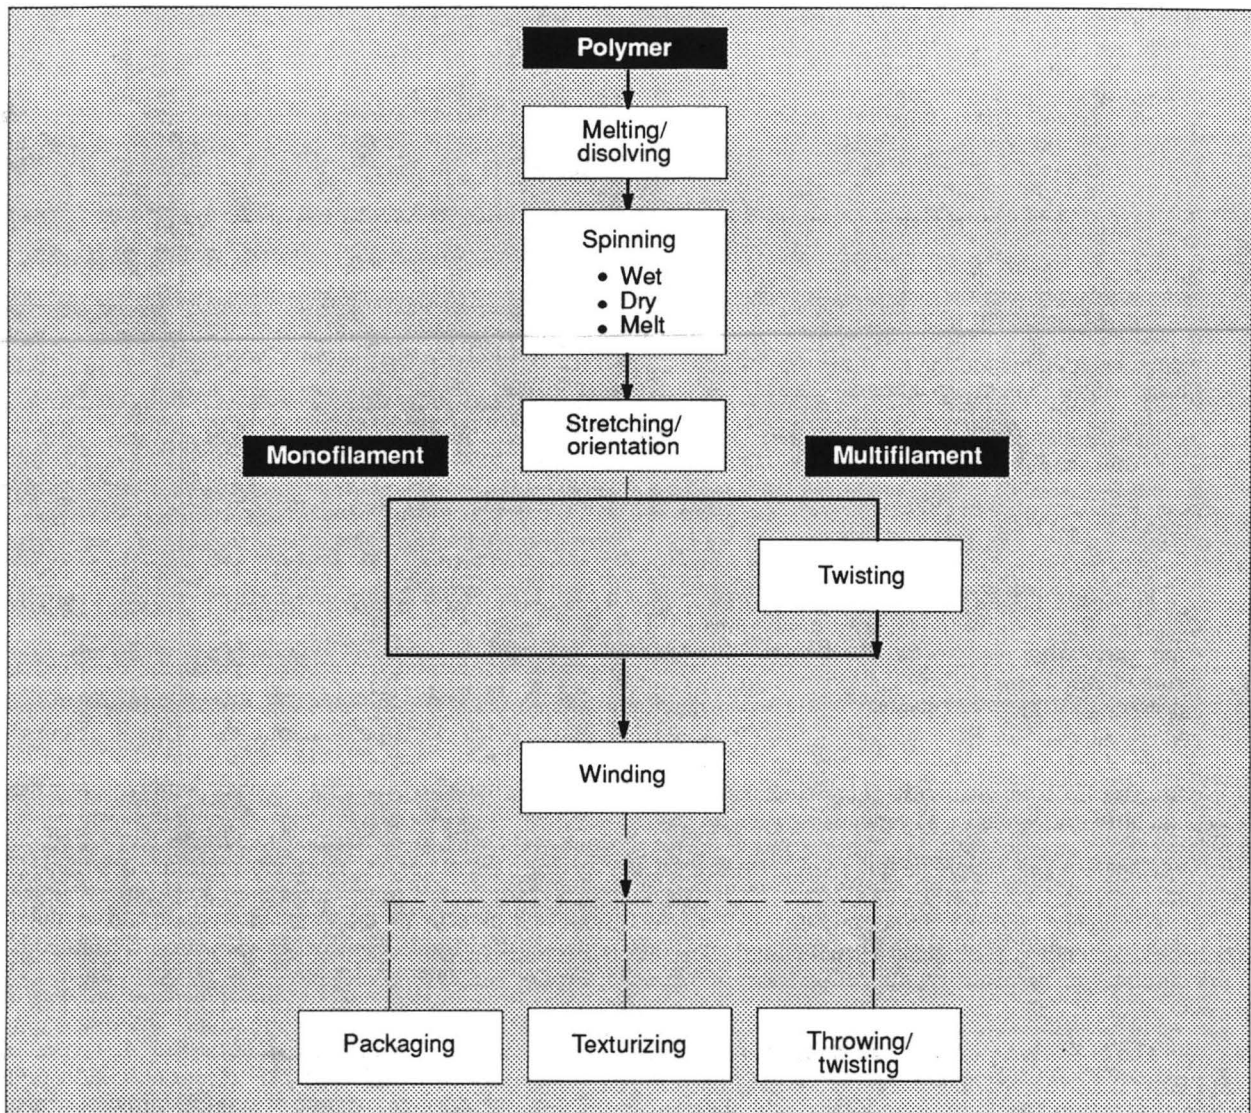 Polymer
Melting/
disolving
Spinning
• Wet
• Dry
• Melt
Stretching/
orientation
Monofilament
Multifilament
Twisting
Winding
Packaging
Texturizing
Throwing/
twisting